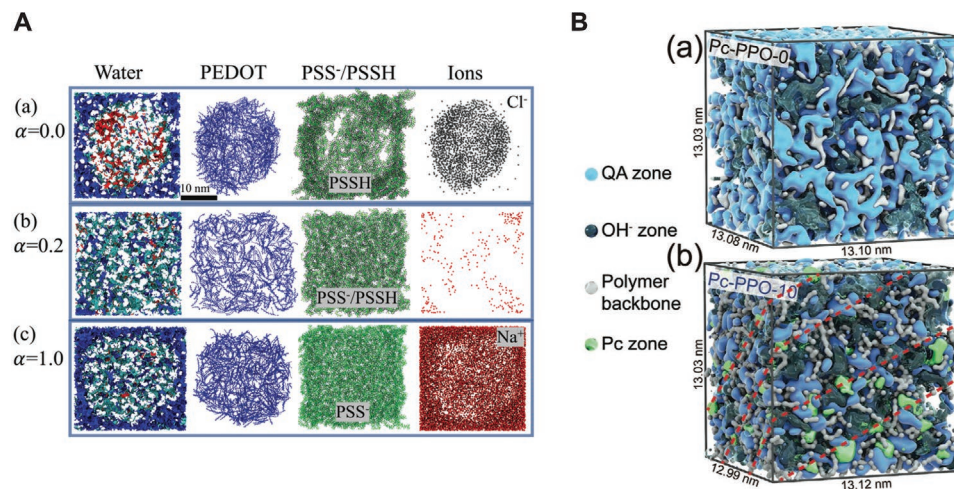 A
Water PEDOT PSS⁻/PSSH Ions
(a)
α=0.0
Cl⁻
PSSH
10 nm
(b)
α=0.2
PSS⁻/PSSH
(c)
α=1.0
Na⁺
PSS⁻
B
(a)
Pc-PPO-0
13.03 nm
13.08 nm
13.10 nm
QA zone
OH⁻ zone
Polymer
backbone
Pc zone
(b)
Pc-PPO-10
13.03 nm
12.99 nm
13.12 nm